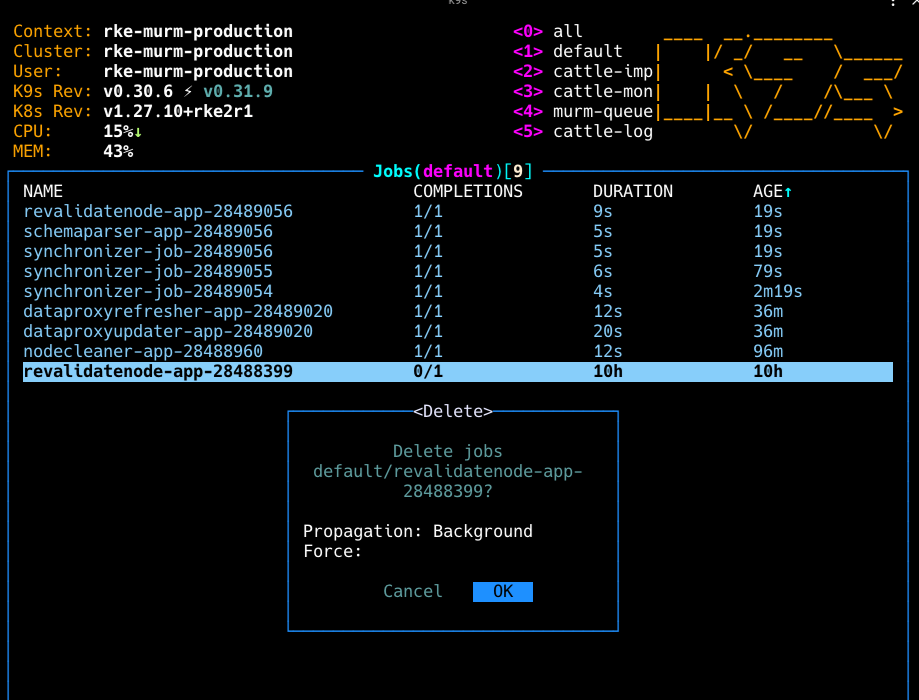 k9s
Context: rke-murm-production
Cluster: rke-murm-production
User: rke-murm-production
K9s Rev: v0.30.6 ⚡ v0.31.9
K8s Rev: v1.27.10+rke2r1
CPU: 15%↓
MEM: 43%
<0> all
<1> default
<2> cattle-imp
<3> cattle-mon
<4> murm-queue
<5> cattle-log
Jobs(default)[9]
NAME COMPLETIONS DURATION AGE↑
revalidatenode-app-28489056 1/1 9s 19s
schemaparser-app-28489056 1/1 5s 19s
synchronizer-job-28489056 1/1 5s 19s
synchronizer-job-28489055 1/1 6s 79s
synchronizer-job-28489054 1/1 4s 2m19s
dataproxyrefresher-app-28489020 1/1 12s 36m
dataproxyupdater-app-28489020 1/1 20s 36m
nodecleaner-app-28488960 1/1 12s 96m
revalidatenode-app-28488399 0/1 10h 10h
<Delete>
Delete jobs
default/revalidatenode-app-
28488399?
Propagation: Background
Force:
Cancel OK